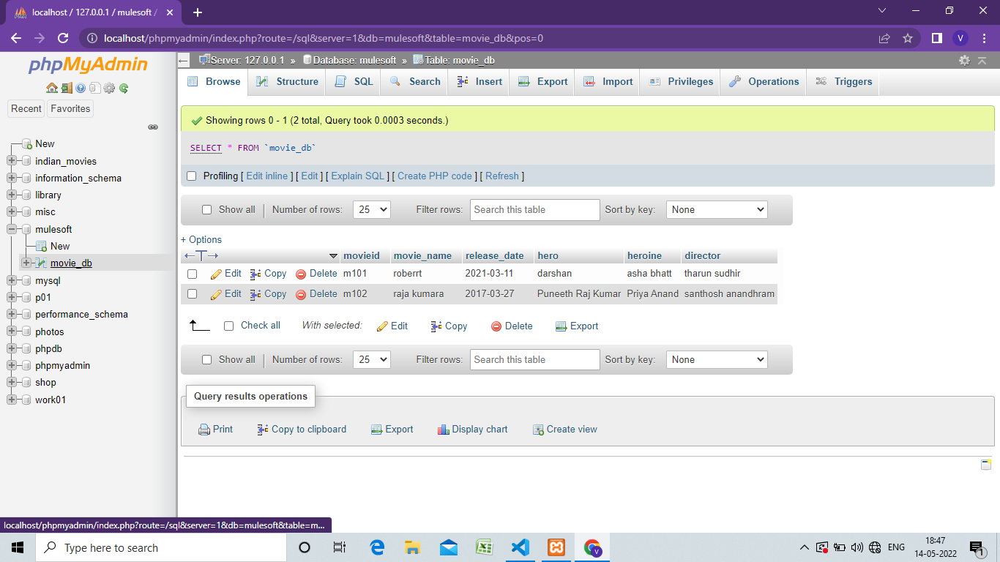 localhost / 127.0.0.1 / mulesoft /
localhost/phpmyadmin/index.php?route=/sql&server=1&db=mulesoft&table=movie_db&pos=0
V
phpMyAdmin
Recent Favorites
New
indian_movies
information_schema
library
misc
mulesoft
New
movie_db
mysql
p01
performance_schema
photos
phpdb
phpmyadmin
shop
work01
Server: 127.0.0.1 » Database: mulesoft » Table: movie_db
Browse Structure SQL Search Insert Export Import Privileges Operations Triggers
Showing rows 0 - 1 (2 total, Query took 0.0003 seconds.)
SELECT * FROM `movie_db`
Profiling [ Edit inline ] [ Edit ] [ Explain SQL ] [ Create PHP code ] [ Refresh ]
Show all Number of rows: 25 Filter rows: Search this table Sort by key: None
+ Options
movieid movie_name release_date hero heroine director
Edit Copy Delete m101 roberrt 2021-03-11 darshan asha bhatt tharun sudhir
Edit Copy Delete m102 raja kumara 2017-03-27 Puneeth Raj Kumar Priya Anand santhosh anandhram
Check all With selected: Edit Copy Delete Export
Show all Number of rows: 25 Filter rows: Search this table Sort by key: None
Query results operations
Print Copy to clipboard Export Display chart Create view
localhost/phpmyadmin/index.php?route=/sql&server=1&db=mulesoft&table=m...
Type here to search
V
ENG
18:47
14-05-2022
1